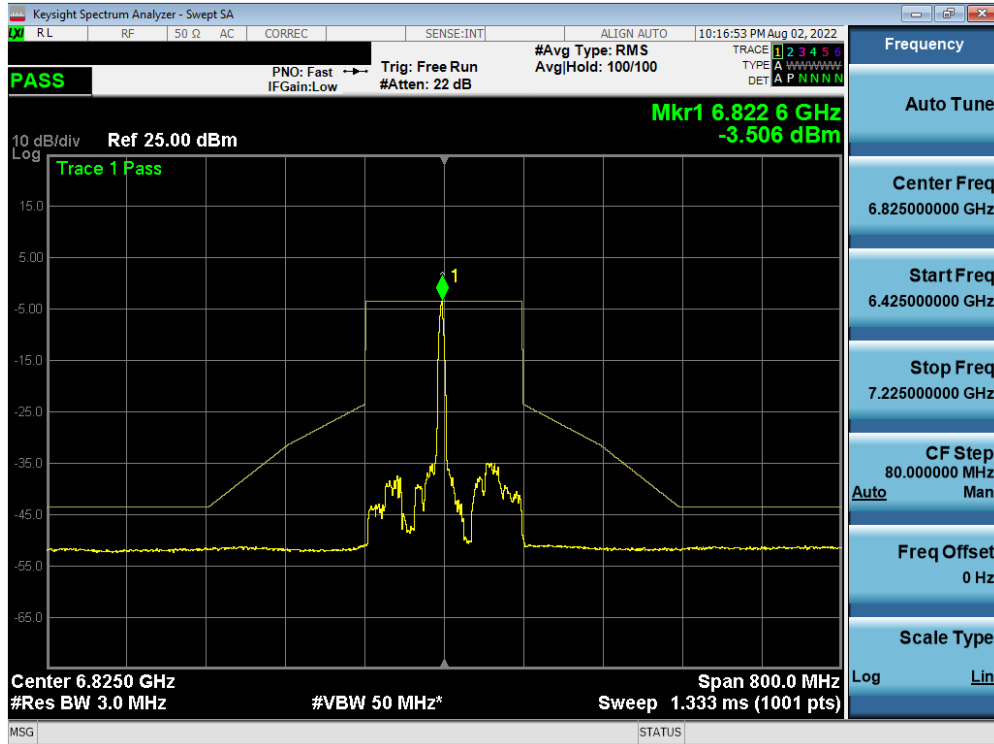 Keysight Spectrum Analyzer - Swept SA
LXI RL RF 50 Ω AC CORREC SENSE:INT ALIGN AUTO 10:16:53 PM Aug 02, 2022
PASS
PNO: Fast
IFGain:Low
Trig: Free Run
#Atten: 22 dB
#Avg Type: RMS
Avg|Hold: 100/100
TRACE 1 2 3 4 5 6
TYPE A WWWWW
DET A P N N N N
Mkr1 6.822 6 GHz
-3.506 dBm
10 dB/div Ref 25.00 dBm
Log
Trace 1 Pass
15.0
5.00
1
-5.00
-15.0
-25.0
-35.0
-45.0
-55.0
-65.0
Center 6.8250 GHz Span 800.0 MHz
#Res BW 3.0 MHz #VBW 50 MHz* Sweep 1.333 ms (1001 pts)
MSG STATUS
Frequency
Auto Tune
Center Freq
6.825000000 GHz
Start Freq
6.425000000 GHz
Stop Freq
7.225000000 GHz
CF Step
80.000000 MHz
Auto Man
Freq Offset
0 Hz
Scale Type
Log Lin